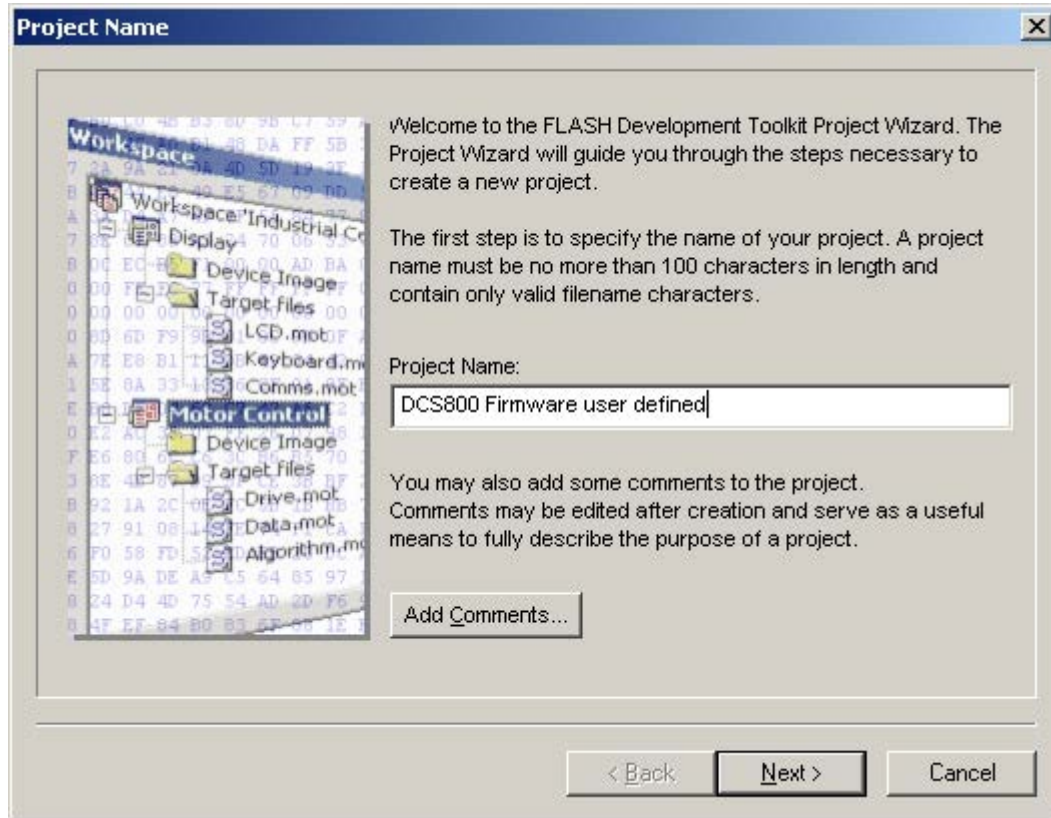 Project Name
Workspace
Workspace 'Industrial Co
Display
Device Image
Target files
LCD.mot
Keyboard.mo
Comms.mot
Motor Control
Device Image
Target files
Drive.mot
Data.mot
Algorithm.mo
Welcome to the FLASH Development Toolkit Project Wizard. The
Project Wizard will guide you through the steps necessary to
create a new project.
The first step is to specify the name of your project. A project
name must be no more than 100 characters in length and
contain only valid filename characters.
Project Name:
DCS800 Firmware user defined
You may also add some comments to the project.
Comments may be edited after creation and serve as a useful
means to fully describe the purpose of a project.
Add Comments...
< Back
Next >
Cancel